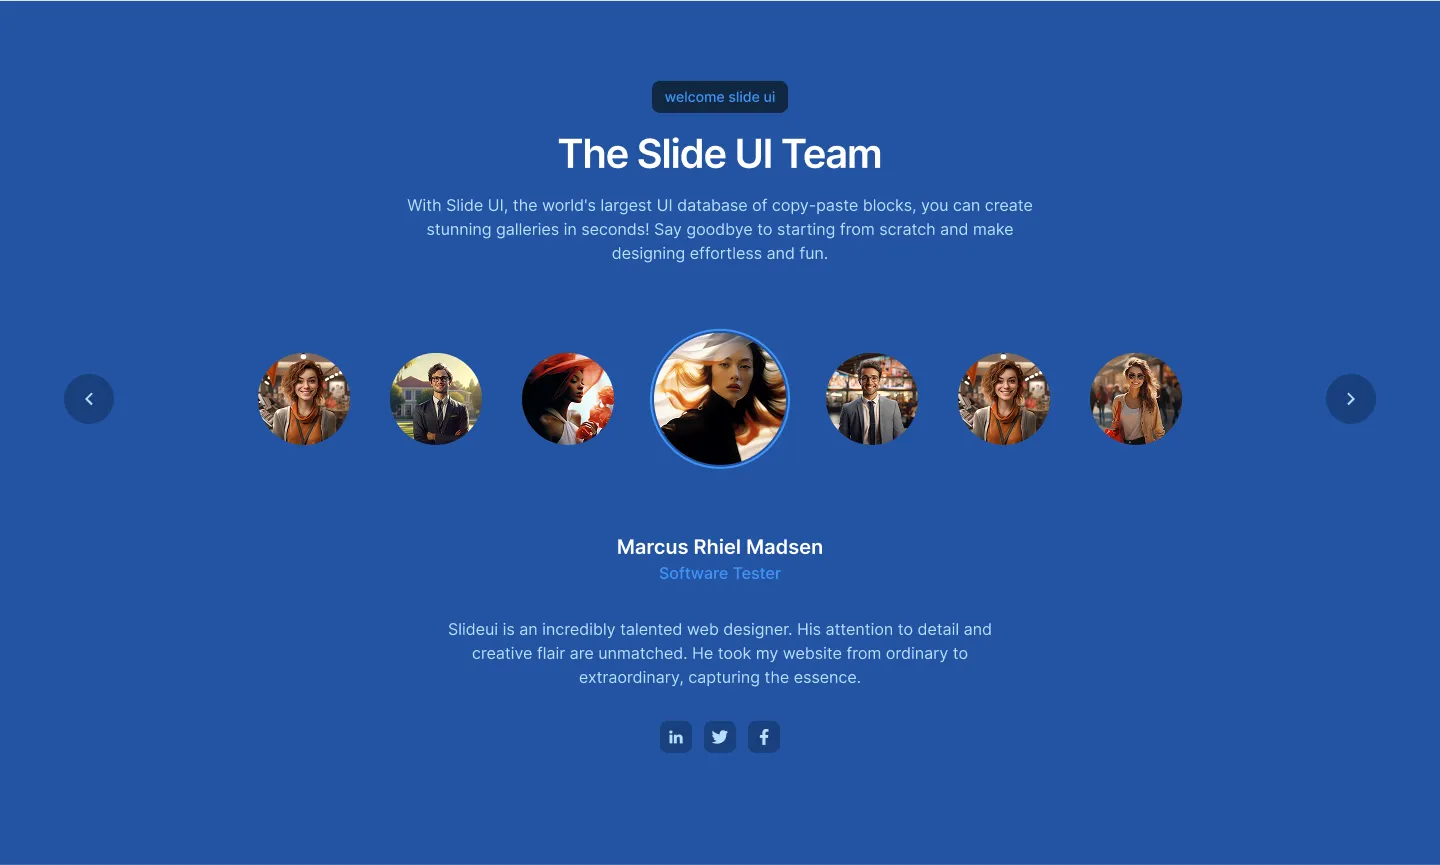 welcome slide ui
The Slide UI Team
With Slide UI, the world's largest UI database of copy-paste blocks, you can create
stunning galleries in seconds! Say goodbye to starting from scratch and make
designing effortless and fun.
Marcus Rhiel Madsen
Software Tester
Slideui is an incredibly talented web designer. His attention to detail and
creative flair are unmatched. He took my website from ordinary to
extraordinary, capturing the essence.